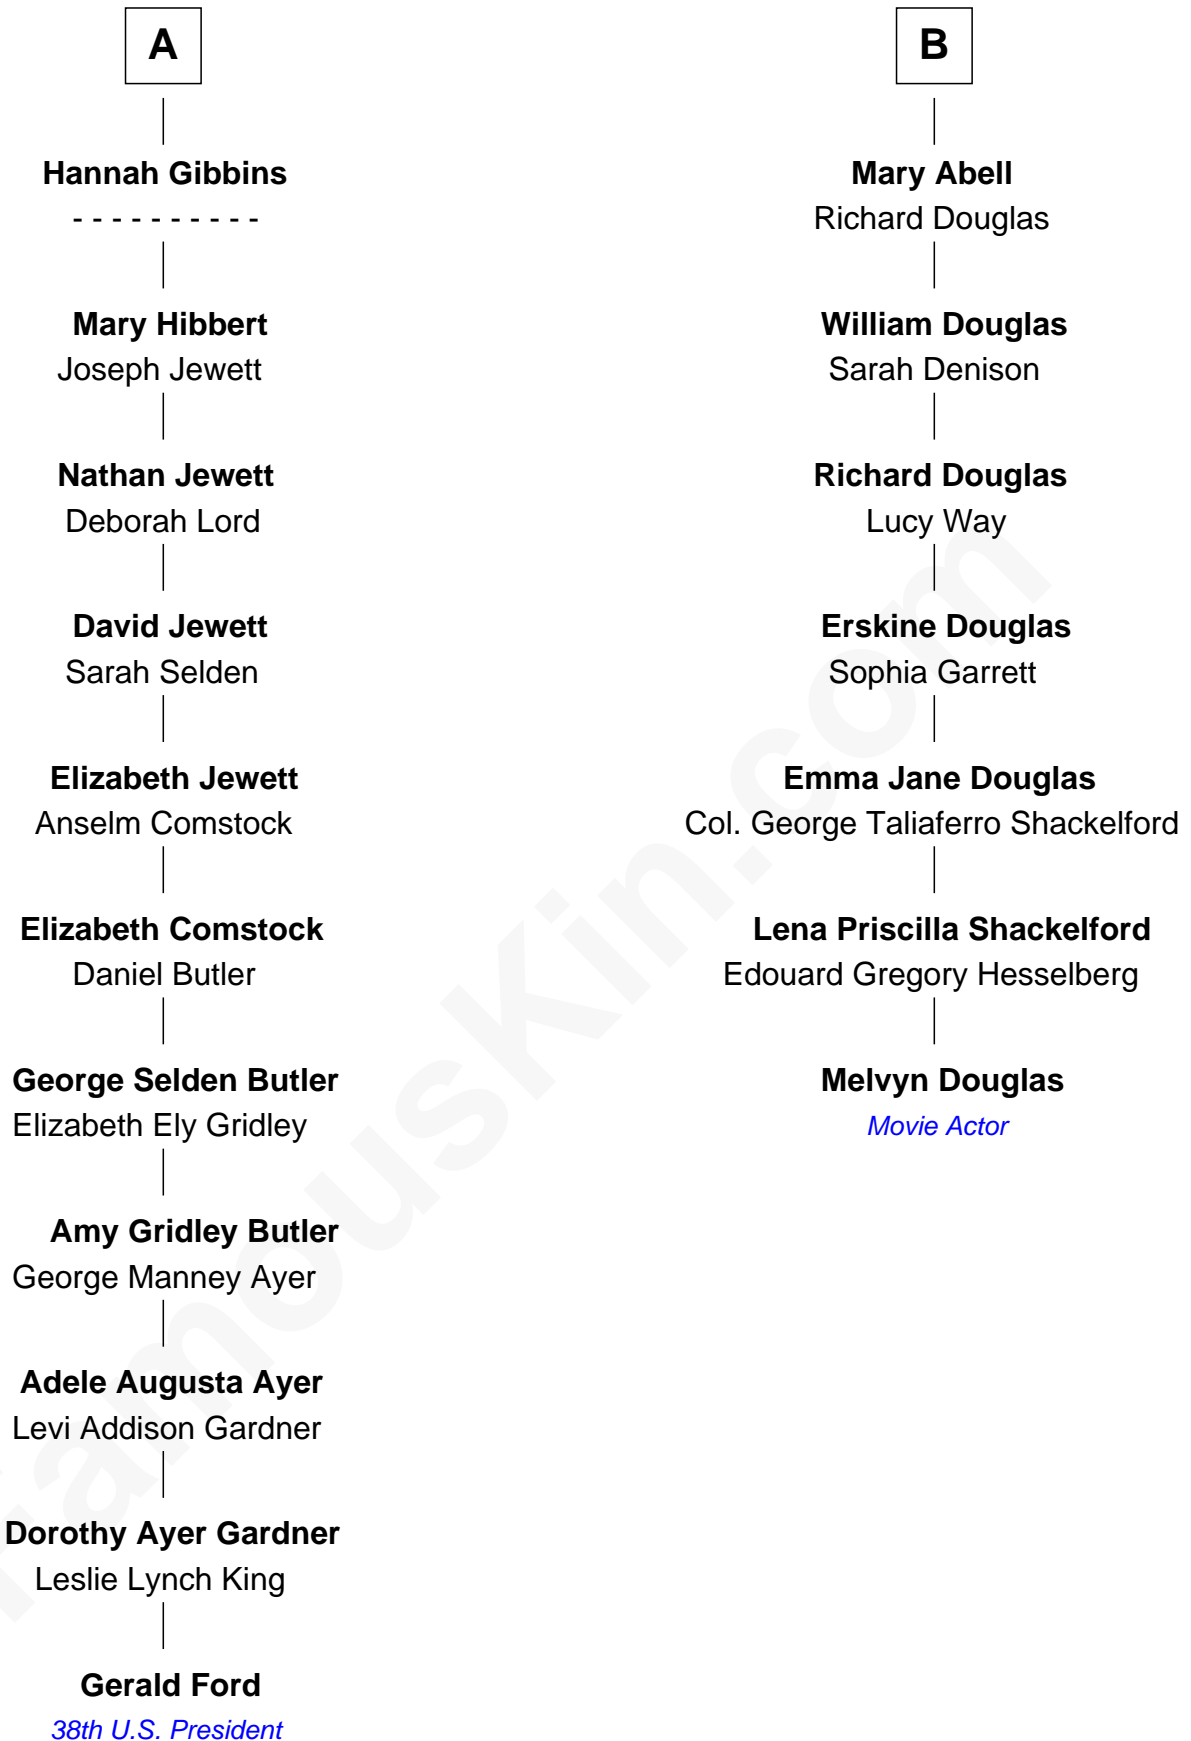 A
Hannah Gibbins
- - - - - - - - - -
Mary Hibbert
Joseph Jewett
Nathan Jewett
Deborah Lord
David Jewett
Sarah Selden
Elizabeth Jewett
Anselm Comstock
Elizabeth Comstock
Daniel Butler
George Selden Butler
Elizabeth Ely Gridley
Amy Gridley Butler
George Manney Ayer
Adele Augusta Ayer
Levi Addison Gardner
Dorothy Ayer Gardner
Leslie Lynch King
Gerald Ford
38th U.S. President
B
Mary Abell
Richard Douglas
William Douglas
Sarah Denison
Richard Douglas
Lucy Way
Erskine Douglas
Sophia Garrett
Emma Jane Douglas
Col. George Taliaferro Shackelford
Lena Priscilla Shackelford
Edouard Gregory Hesselberg
Melvyn Douglas
Movie Actor
FamousKin.com